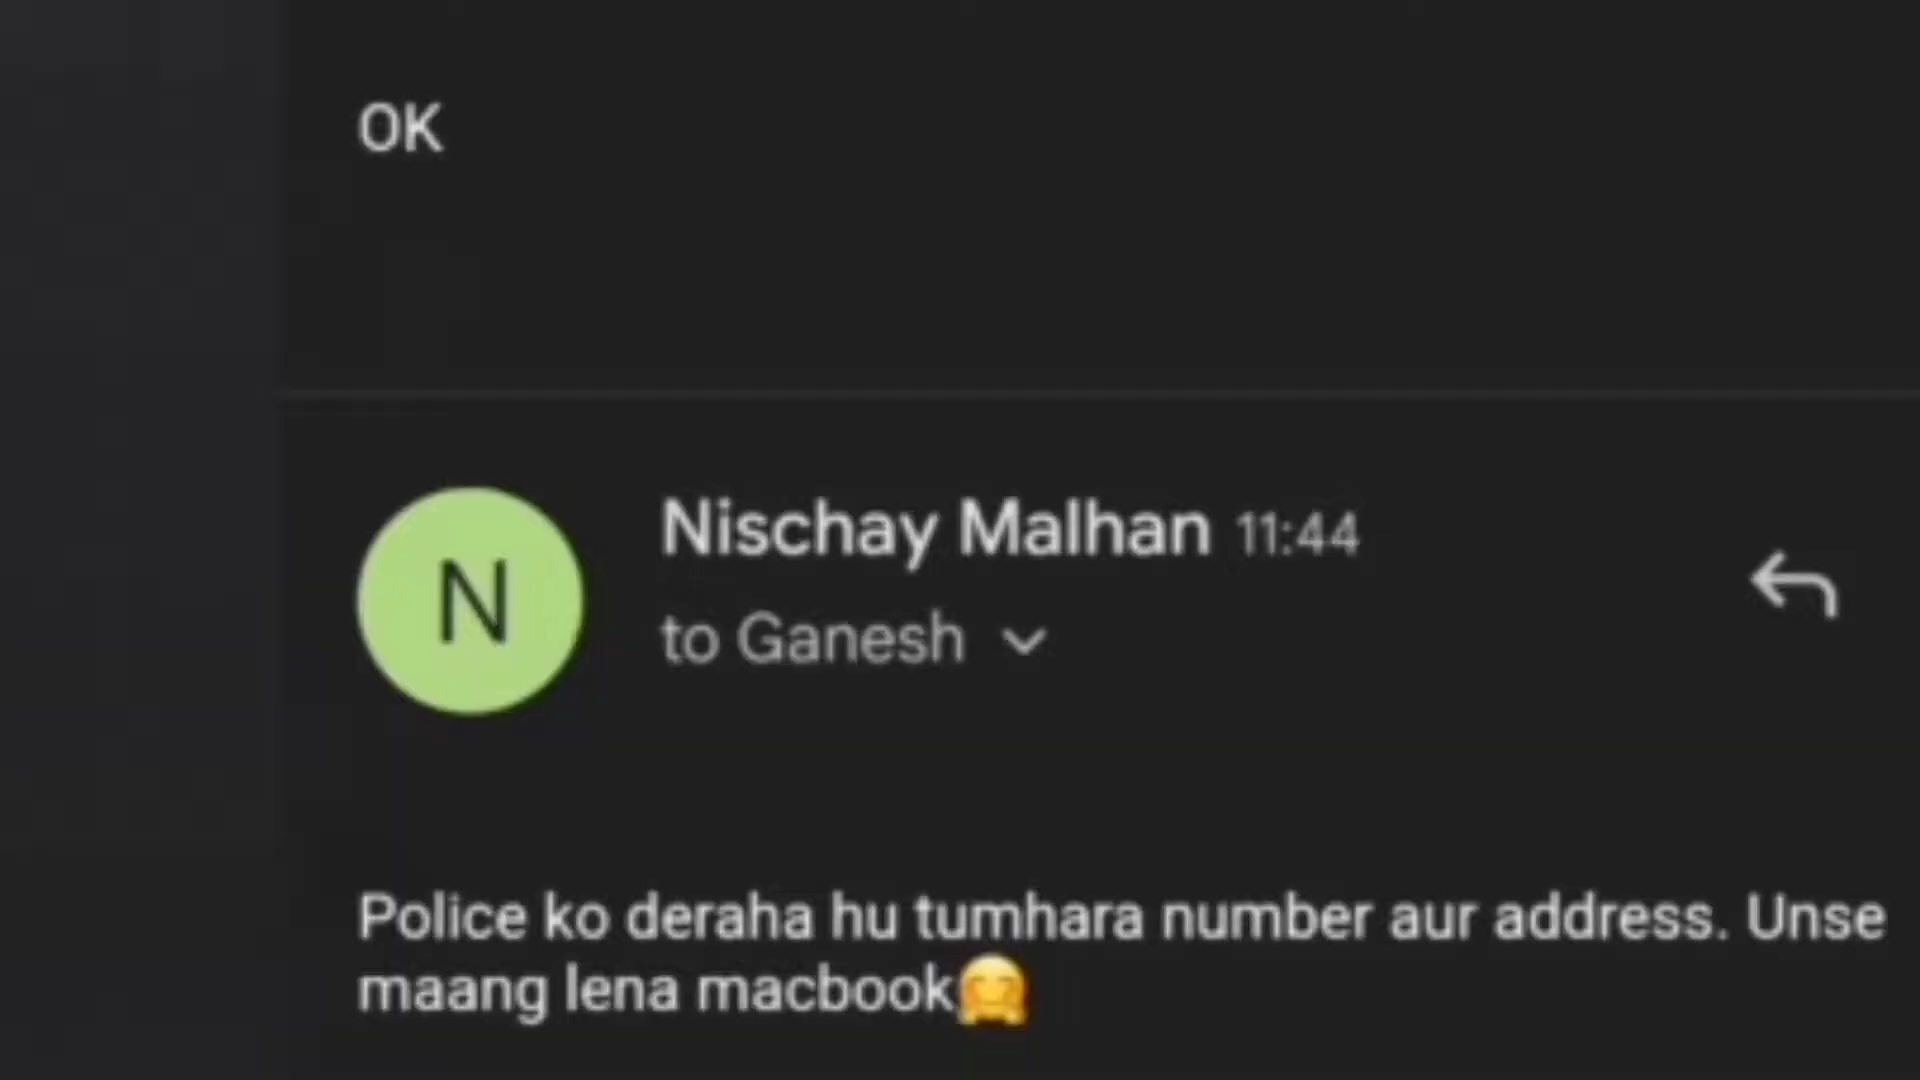 OK
N
Nischay Malhan 11:44
to Ganesh
Police ko deraha hu tumhara number aur address. Unse
maang lena macbook🤗